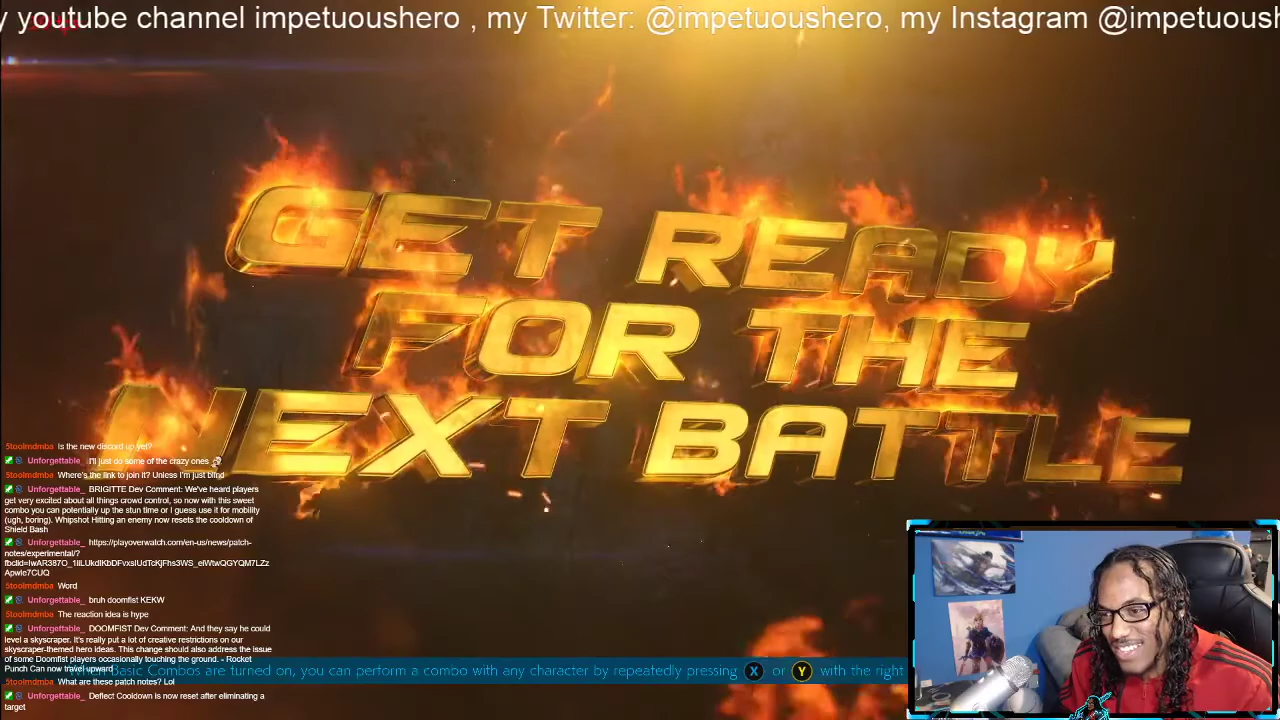 y youtube channel impetuoushero , my Twitter: @impetuoushero, my Instagram @impetuoush
GET READY
FOR THE
NEXT BATTLE
5toolmdmba Is the new discord up yet?
Unforgettable_ I'll just do some of the crazy ones
5toolmdmba Where's the link to join it? Unless I'm just blind
Unforgettable_ BRIGITTE Dev Comment: We've heard players
get very excited about all things crowd control, so now with this sweet
combo you can potentially up the stun time or I guess use it for mobility
(ugh, boring). Whipshot Hitting an enemy now resets the cooldown of
Shield Bash
Unforgettable_ https://playoverwatch.com/en-us/news/patch-
notes/experimental/?
5toolmdmba Word
Unforgettable_ bruh doomfist KEKW
5toolmdmba The reaction idea is hype
Unforgettable_ DOOMFIST Dev Comment: And they say he could
level a skyscraper. It's really put a lot of creative restrictions on our
skyscraper-themed hero ideas. This change should also address the issue
of some Doomfist players occasionally touching the ground. - Rocket
Punch Can now travel upward
When Basic Combos are turned on, you can perform a combo with any character by repeatedly pressing X or Y with the right
5toolmdmba What are these patch notes? Lol
Unforgettable_ Deflect Cooldown is now reset after eliminating a
target